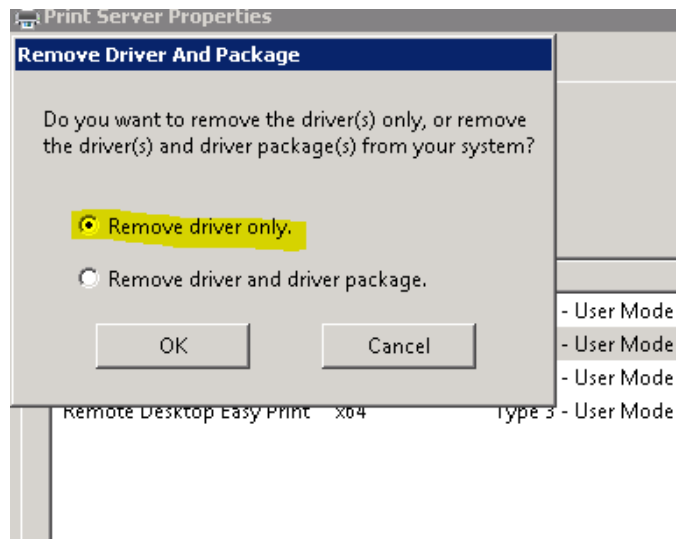 Print Server Properties
Remove Driver And Package
Do you want to remove the driver(s) only, or remove
the driver(s) and driver package(s) from your system?
Remove driver only.
Remove driver and driver package.
OK Cancel
- User Mode
- User Mode
- User Mode
Remote Desktop Easy Print x64 Type 3 - User Mode